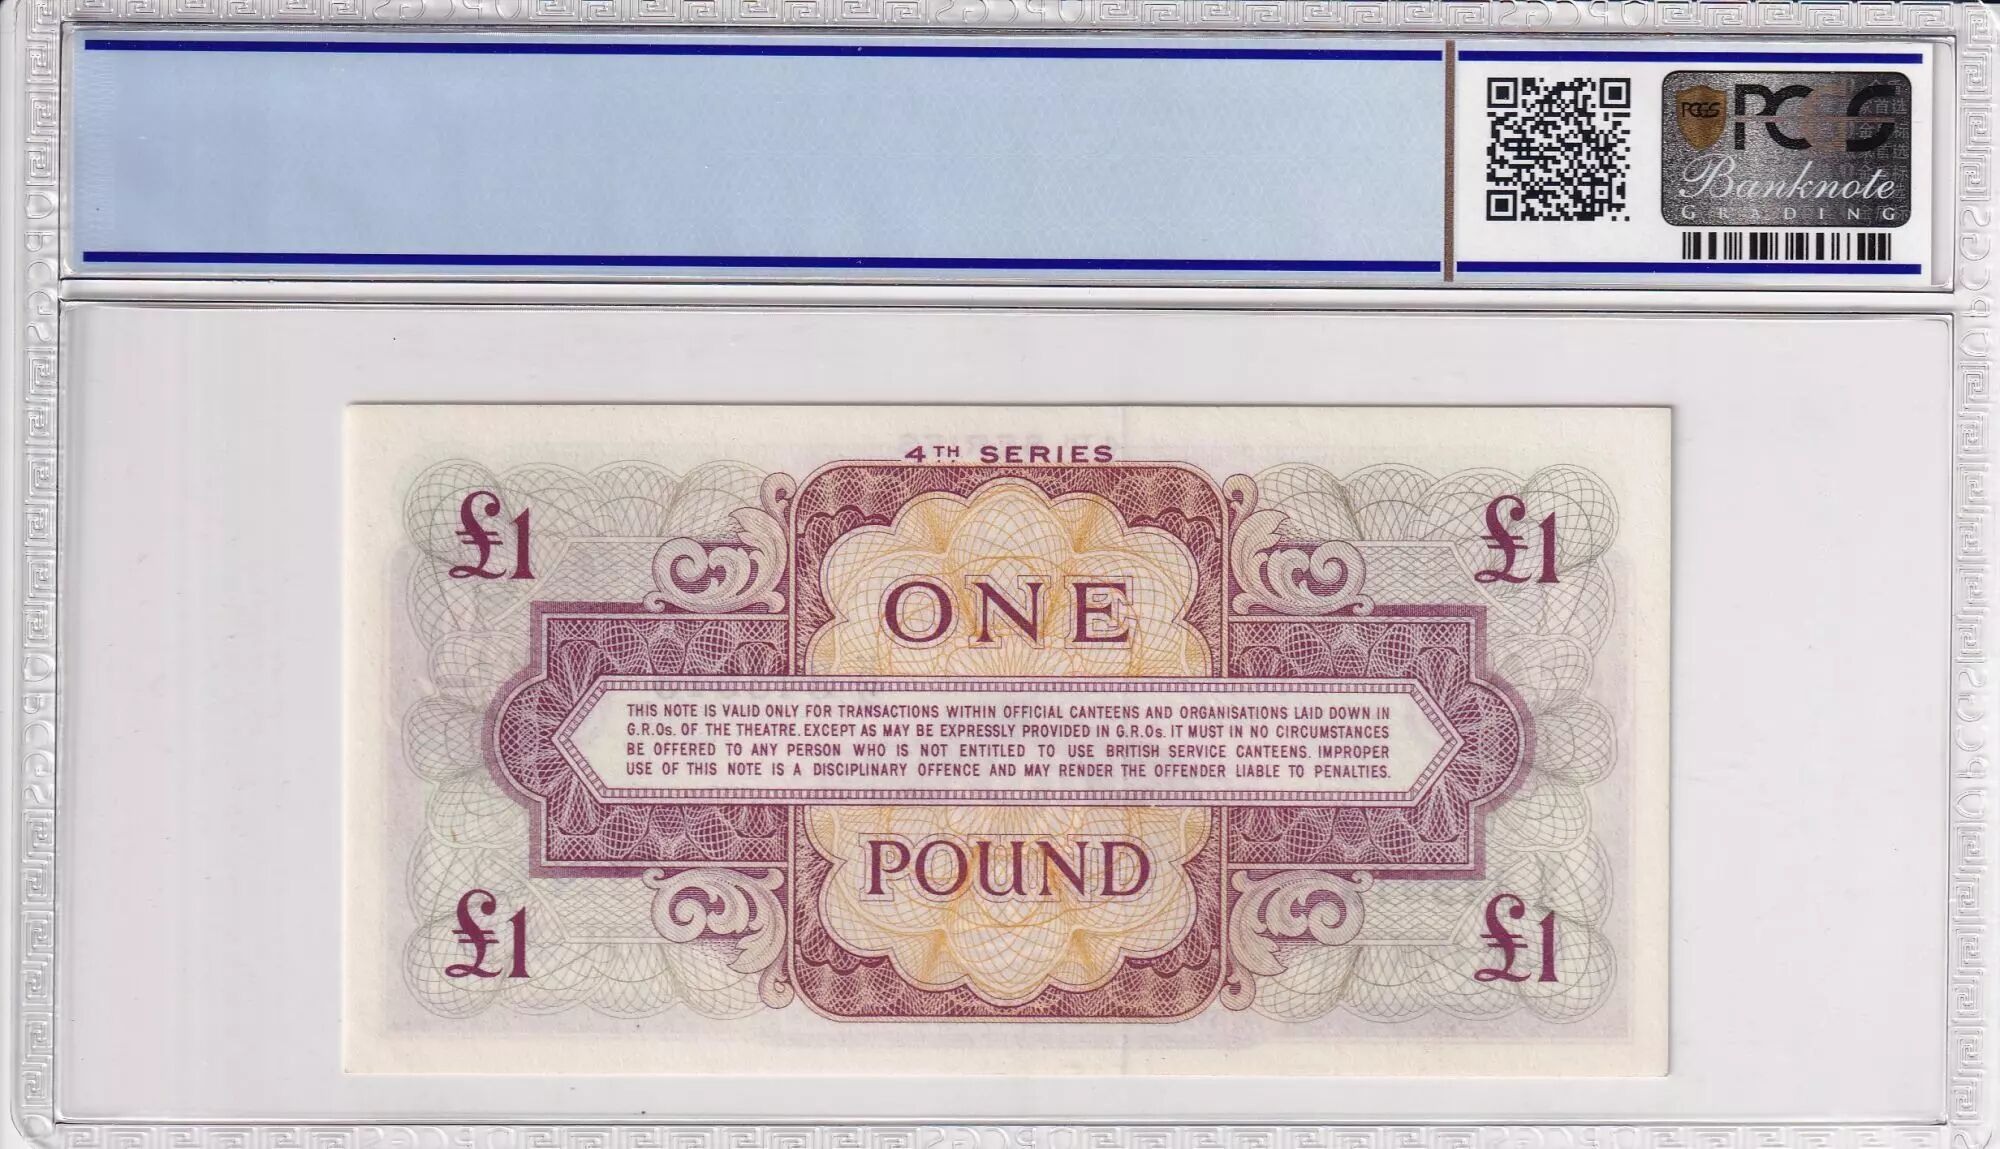 PCGS
PCGS
Banknote
GRADING
4TH SERIES
£1
£1
ONE
THIS NOTE IS VALID ONLY FOR TRANSACTIONS WITHIN OFFICIAL CANTEENS AND ORGANISATIONS LAID DOWN IN
G.R.Os. OF THE THEATRE. EXCEPT AS MAY BE EXPRESSLY PROVIDED IN G.R.Os. IT MUST IN NO CIRCUMSTANCES
BE OFFERED TO ANY PERSON WHO IS NOT ENTITLED TO USE BRITISH SERVICE CANTEENS. IMPROPER
USE OF THIS NOTE IS A DISCIPLINARY OFFENCE AND MAY RENDER THE OFFENDER LIABLE TO PENALTIES.
POUND
£1
£1